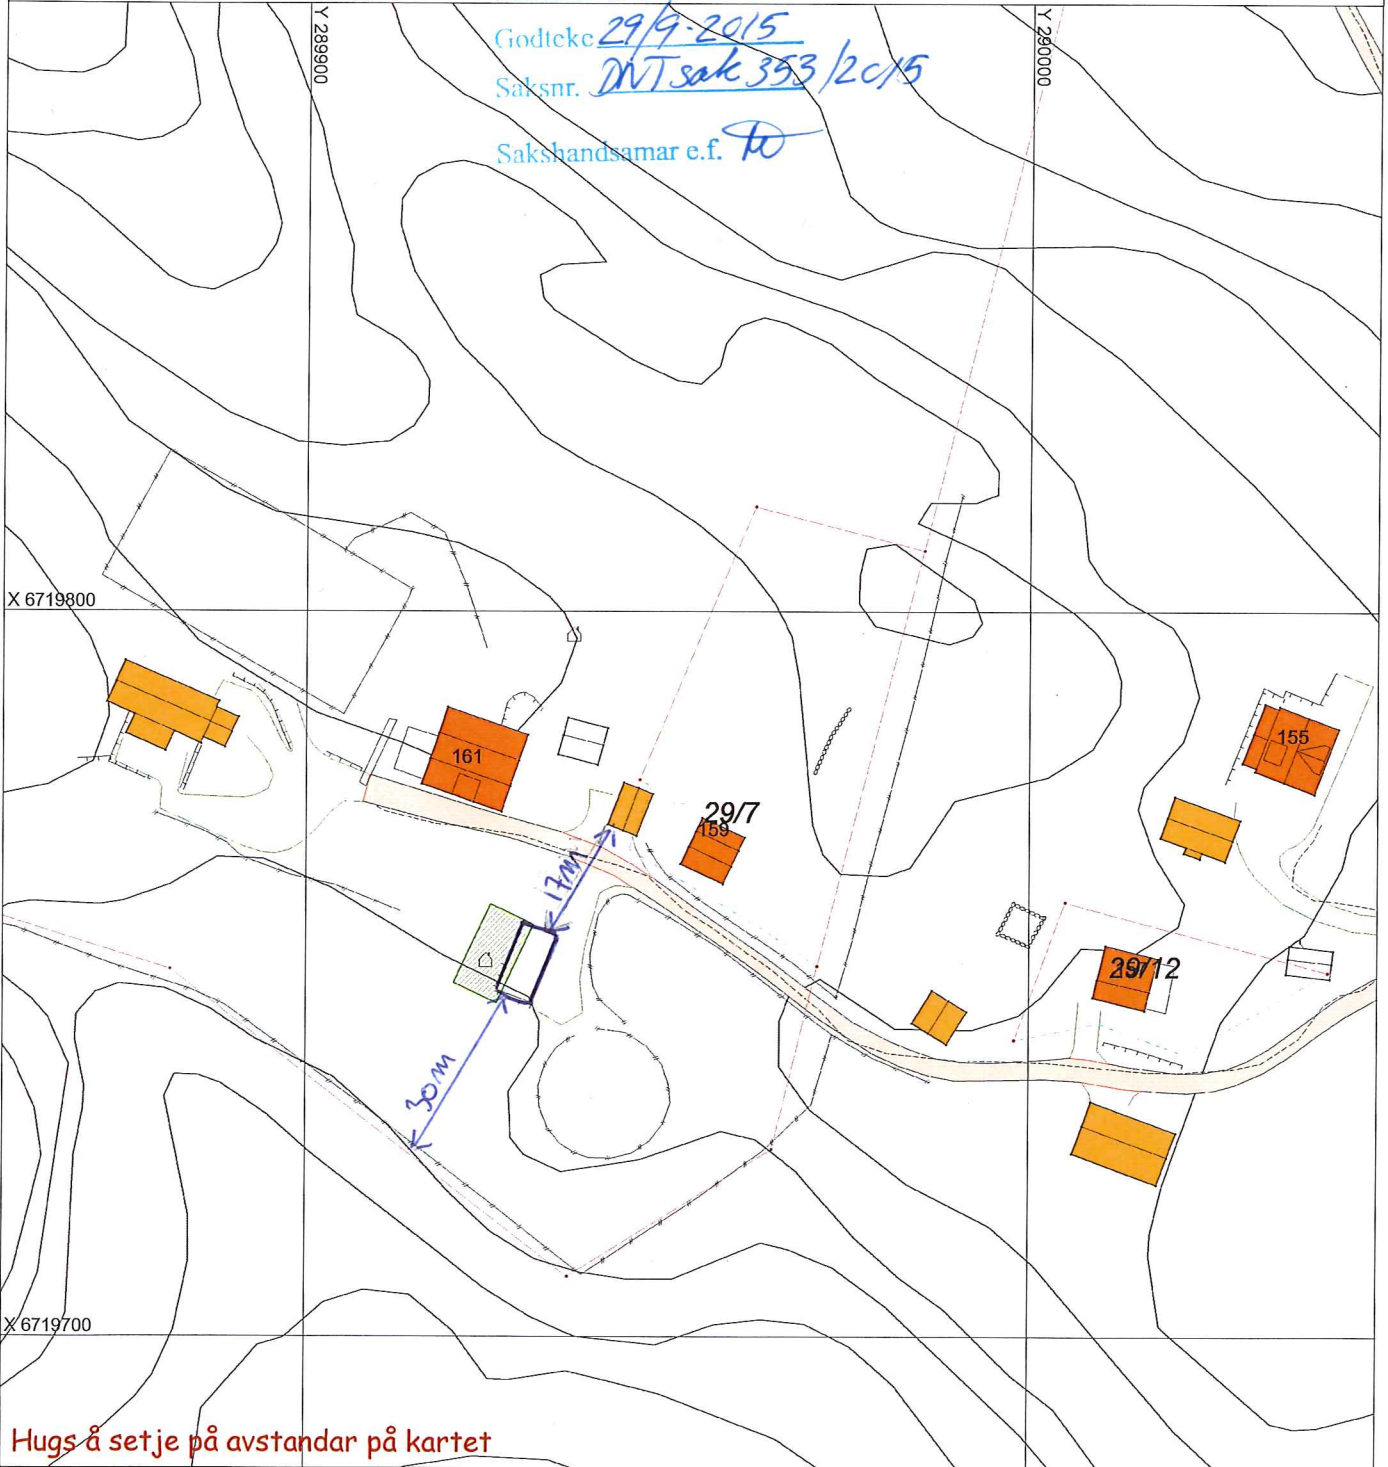 Godteke 29/9-2015
Saksnr. DNT sak 353/2015
Sakshandsamar e.f.
Y 289900
Y 290000
X 6719800
161
29/7
159
155
29/12
17m
30m
X 6719700
Hugs å setje på avstandar på kartet